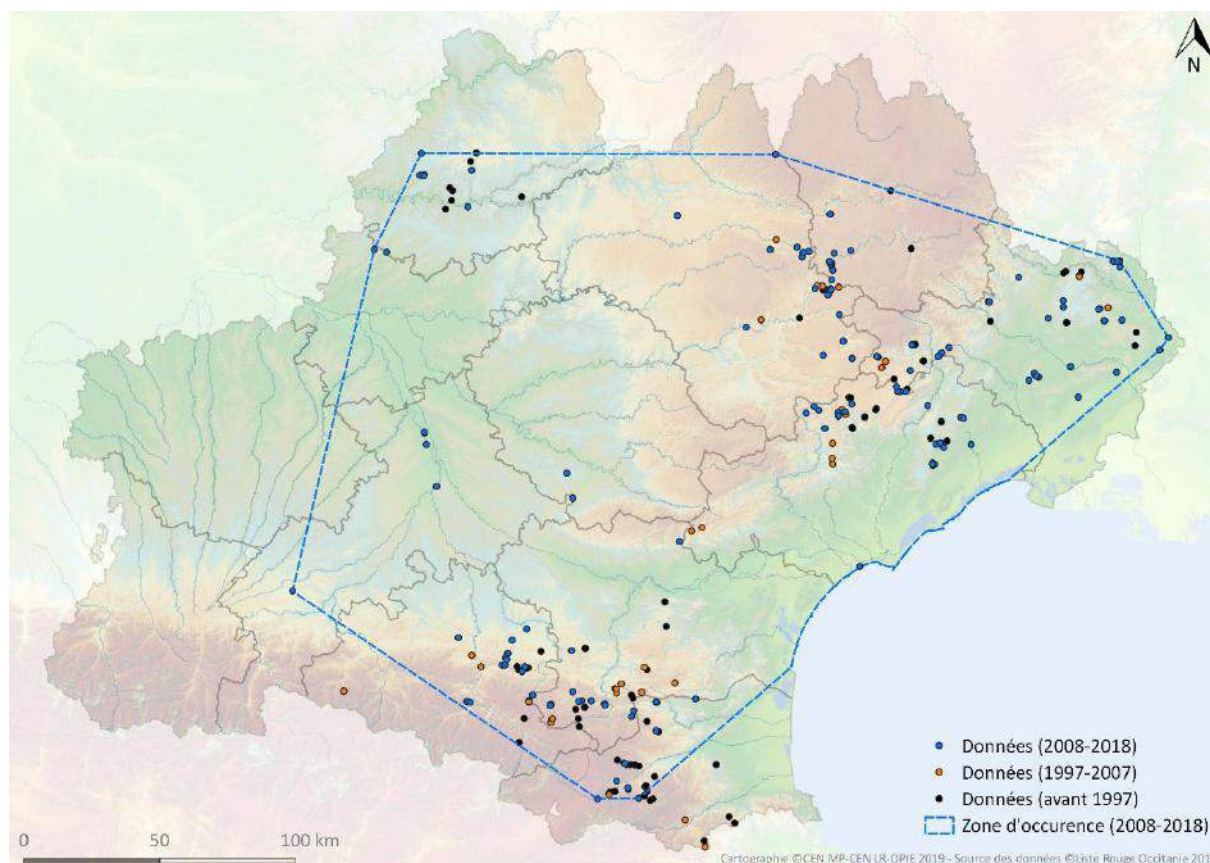 N
Données (2008-2018)
Données (1997-2007)
Données (avant 1997)
Zone d'occurence (2008-2018)
0 50 100 km
Cartographie ©CEN MP-CEN LR-OPIE 2019 - Source des données ©Liste Rouge Occitanie 201